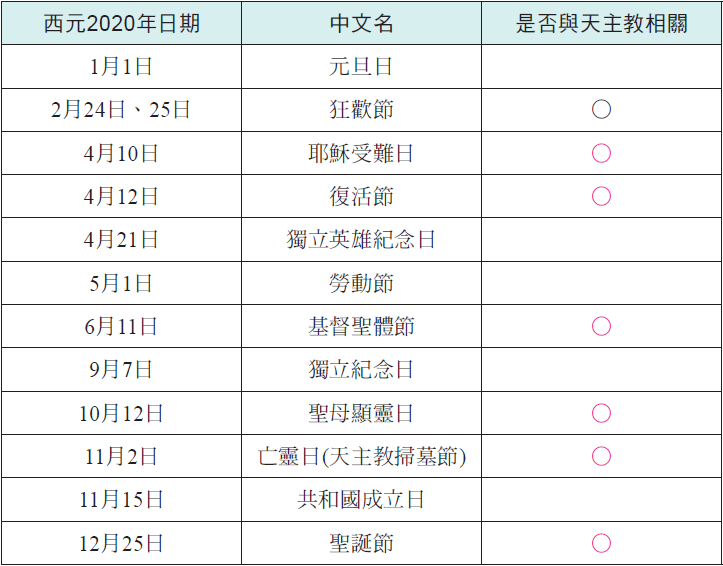 西元2020年日期 中文名 是否與天主教相關
1月1日 元旦日
2月24日、25日 狂歡節 ○
4月10日 耶穌受難日 ○
4月12日 復活節 ○
4月21日 獨立英雄紀念日
5月1日 勞動節
6月11日 基督聖體節 ○
9月7日 獨立紀念日
10月12日 聖母顯靈日 ○
11月2日 亡靈日(天主教掃墓節) ○
11月15日 共和國成立日
12月25日 聖誕節 ○